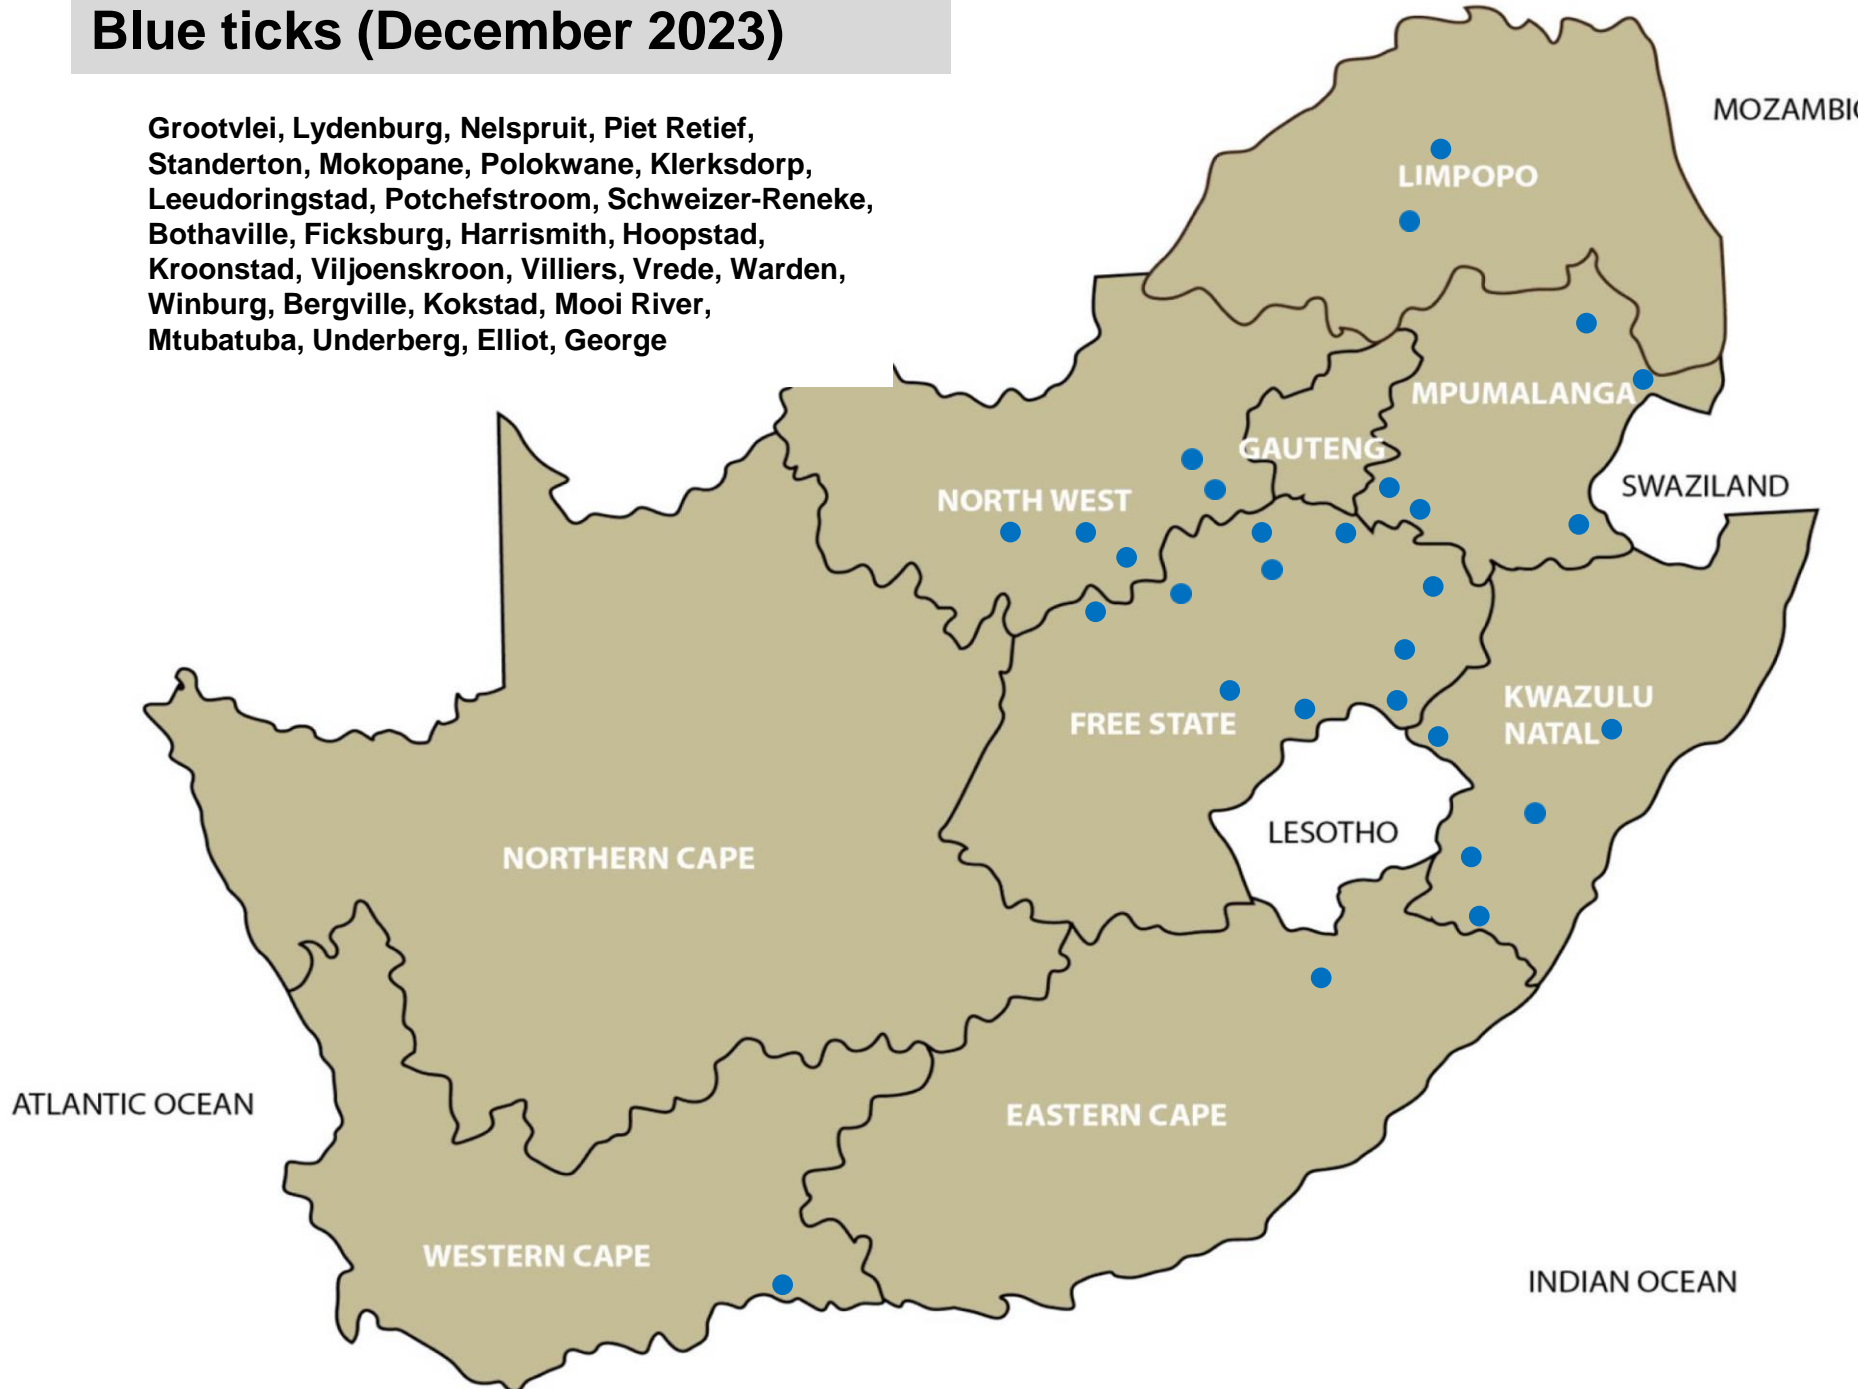 Blue ticks (December 2023)
Grootvlei, Lydenburg, Nelspruit, Piet Retief,
Standerton, Mokopane, Polokwane, Klerksdorp,
Leeudoringstad, Potchefstroom, Schweizer-Reneke,
Bothaville, Ficksburg, Harrismith, Hoopstad,
Kroonstad, Viljoenskroon, Villiers, Vrede, Warden,
Winburg, Bergville, Kokstad, Mooi River,
Mtubatuba, Underberg, Elliot, George
MOZAMBIC
LIMPOPO
MPUMALANGA
GAUTENG
SWAZILAND
NORTH WEST
KWAZULU
NATAL
FREE STATE
LESOTHO
NORTHERN CAPE
ATLANTIC OCEAN
EASTERN CAPE
WESTERN CAPE
INDIAN OCEAN